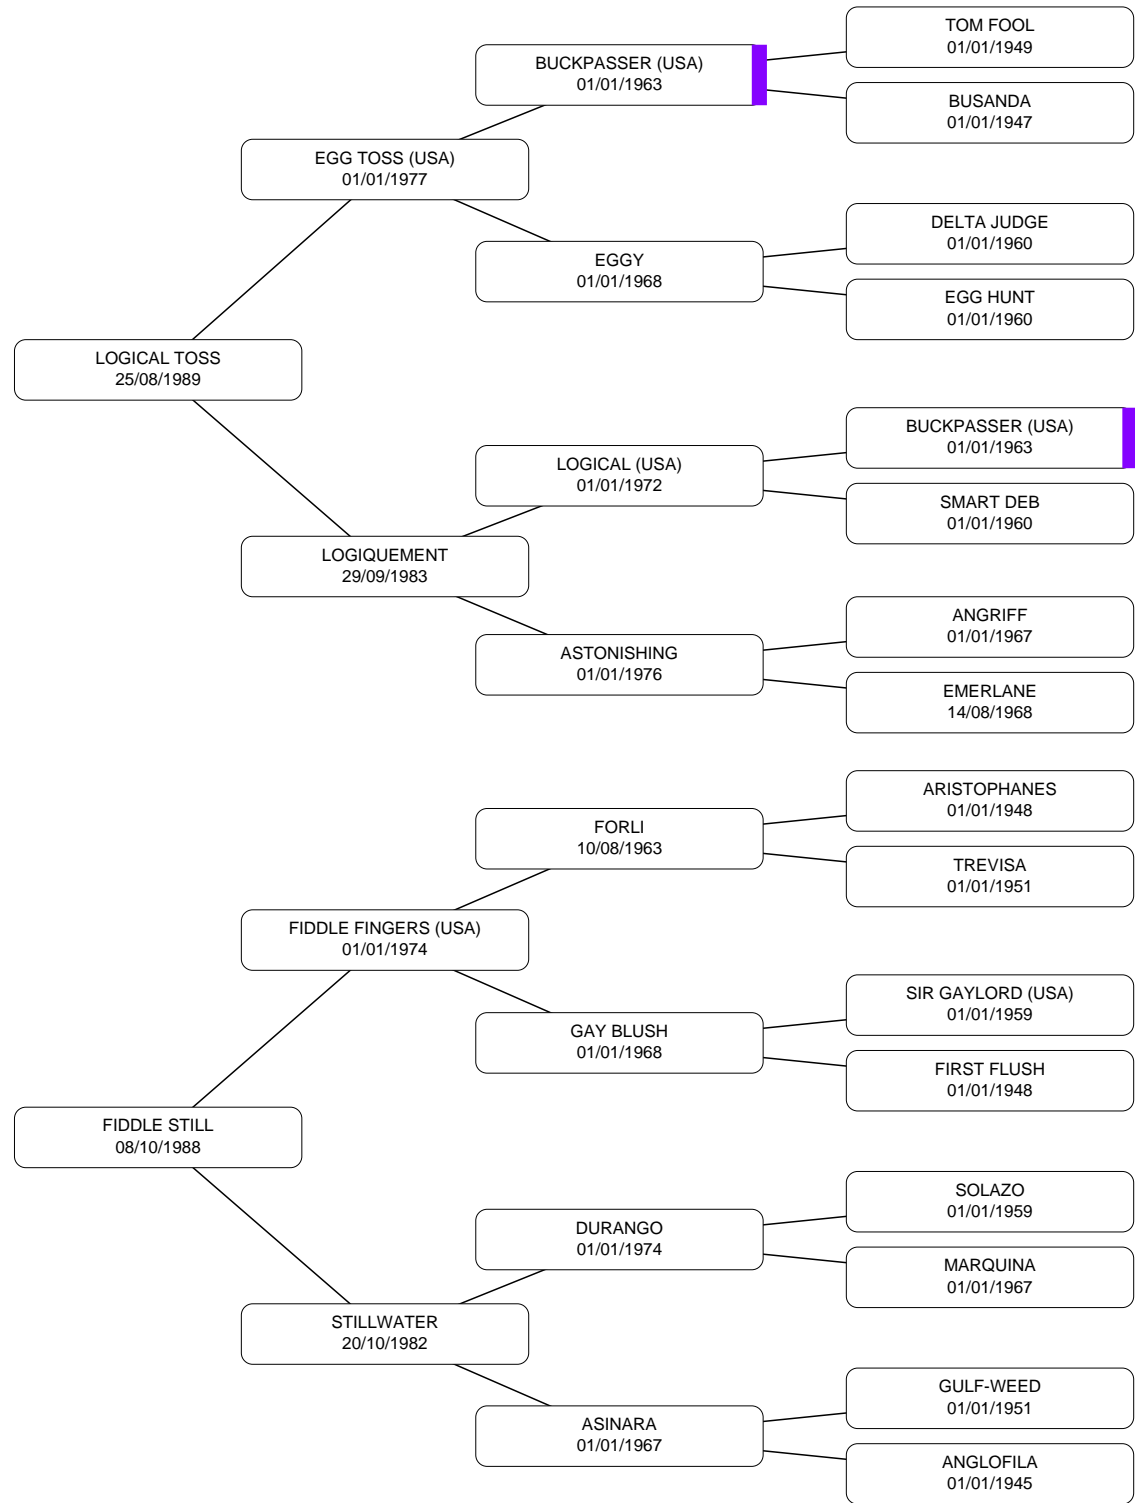 TOM FOOL
01/01/1949
BUCKPASSER (USA)
01/01/1963
BUSANDA
01/01/1947
EGG TOSS (USA)
01/01/1977
DELTA JUDGE
01/01/1960
EGGY
01/01/1968
EGG HUNT
01/01/1960
LOGICAL TOSS
25/08/1989
BUCKPASSER (USA)
01/01/1963
LOGICAL (USA)
01/01/1972
SMART DEB
01/01/1960
LOGIQUEMENT
29/09/1983
ANGRIFF
01/01/1967
ASTONISHING
01/01/1976
EMERLANE
14/08/1968
ARISTOPHANES
01/01/1948
FORLI
10/08/1963
TREVISA
01/01/1951
FIDDLE FINGERS (USA)
01/01/1974
SIR GAYLORD (USA)
01/01/1959
GAY BLUSH
01/01/1968
FIRST FLUSH
01/01/1948
FIDDLE STILL
08/10/1988
SOLAZO
01/01/1959
DURANGO
01/01/1974
MARQUINA
01/01/1967
STILLWATER
20/10/1982
GULF-WEED
01/01/1951
ASINARA
01/01/1967
ANGLOFILA
01/01/1945